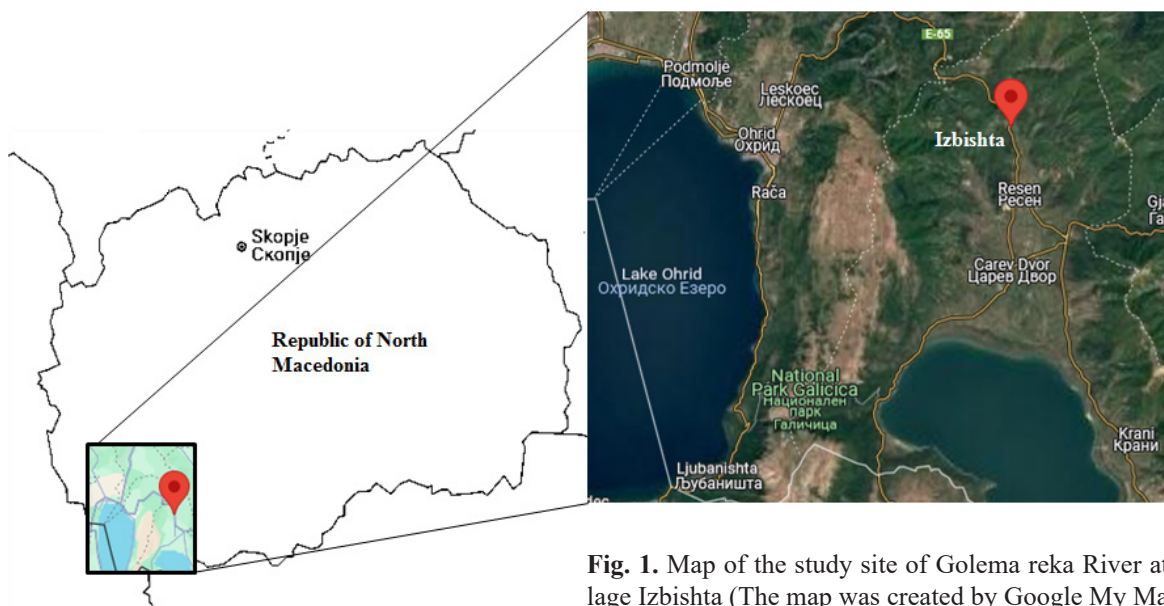 Skopje
Скопје
Republic of North
Macedonia
E-65
Podmolje
Подмоље
Leskoec
Лескоец
Ohrid
Охрид
Rača
Izbishta
Resen
Ресен
Carev Dvor
Царев Двор
Lake Ohrid
Охридско Езеро
National
Park Galicica
Национален
парк
Галичица
Krani
Крани
Ljubanishta
Љубаништа
Fig. 1. Map of the study site of Golema reka River at
lage Izbishta (The map was created by Google My Ma